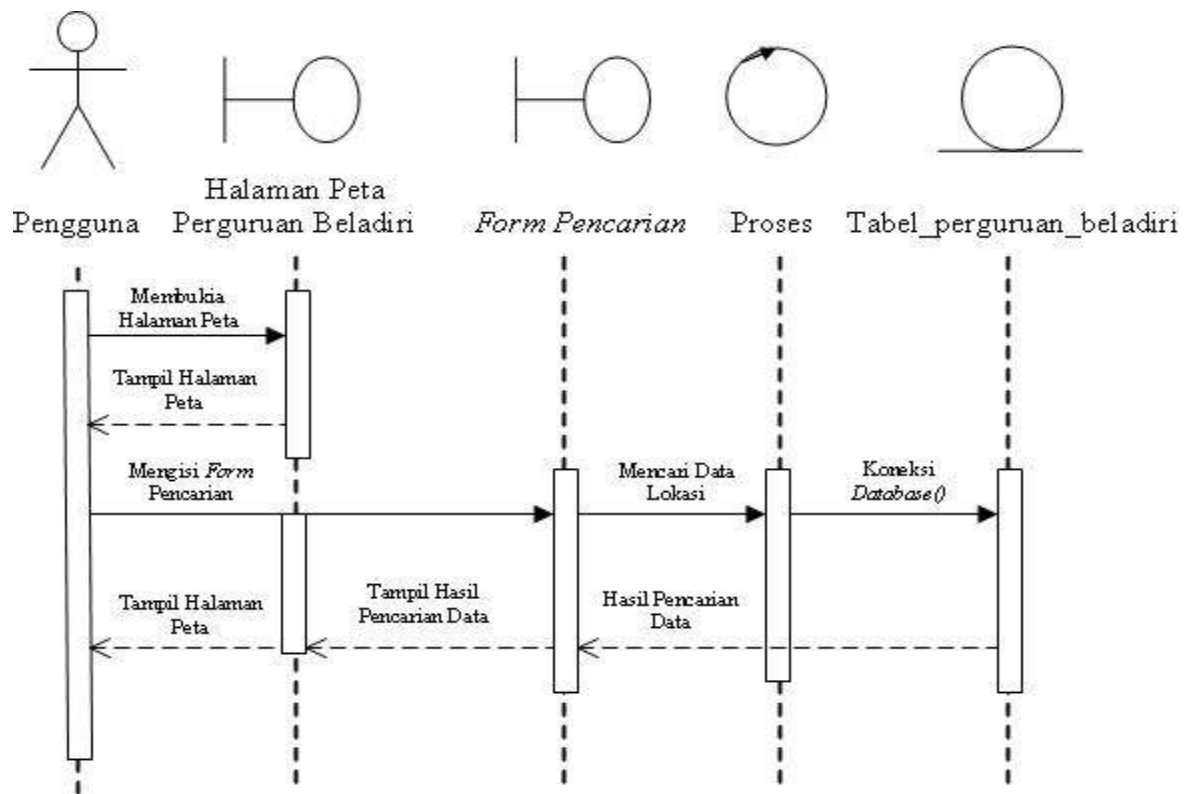 Halaman Peta
Pengguna Perguruan Beladiri Form Pencarian Proses Tabel_perguruan_beladiri
Membukia
Halaman Peta
Tampil Halaman
Peta
Mengisi Form
Pencarian
Mencari Data
Lokasi
Koneksi
Database()
Tampil Halaman
Peta
Tampil Hasil
Pencarian Data
Hasil Pencarian
Data